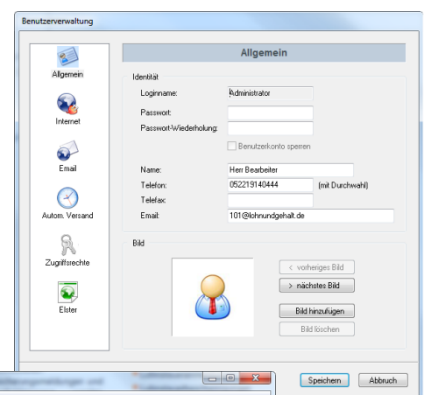 Benutzerverwaltung
Allgemein
Internet
Email
Autom. Versand
Zugriffsrechte
Elster
Allgemein
Identität
Loginname: Administrator
Passwort:
Passwort-Wiederholung:
Benutzerkonto sperren
Name: Herr Bearbeiter
Telefon: 052219140444 (mit Durchwahl)
Telefax:
Email: 101@lohnundgehalt.de
Bild
< vorheriges Bild
> nächstes Bild
Bild hinzufügen
Bild löschen
Speichern Abbruch